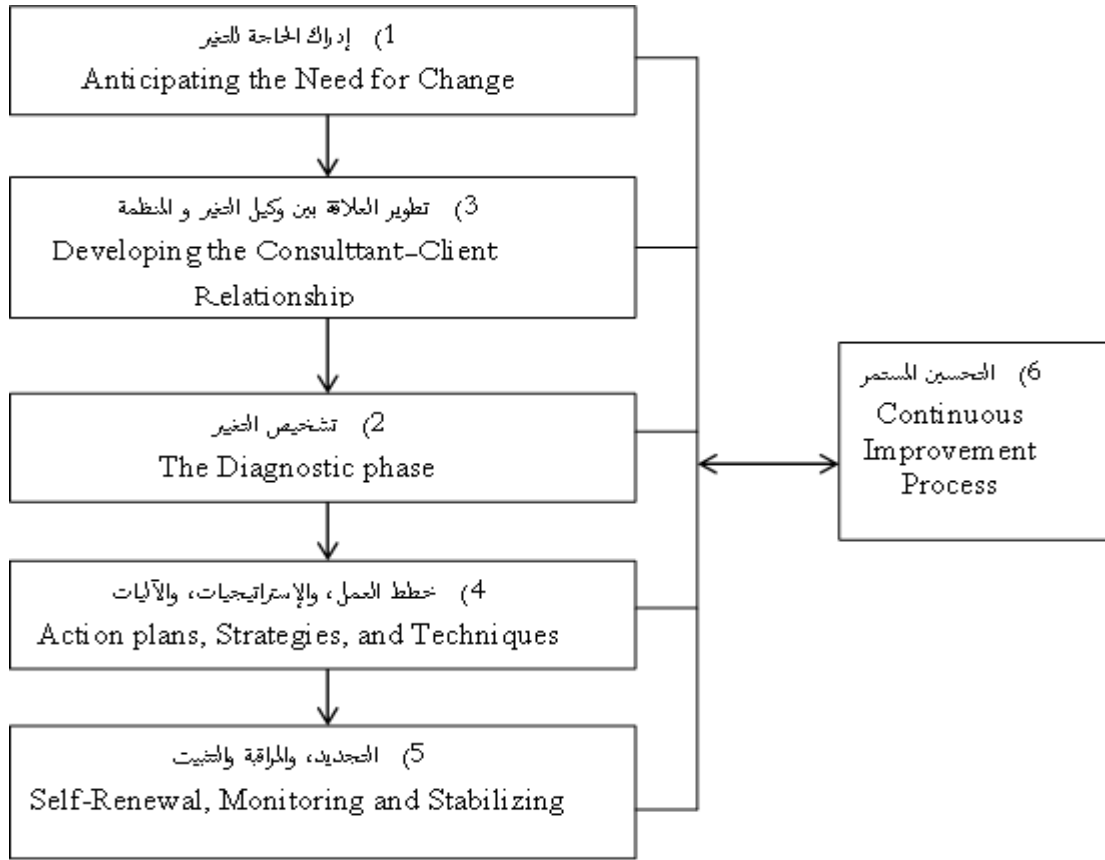 1) إدراك الحاجة للتغير
Anticipating the Need for Change
3) تطوير العلاقة بين وكيل التغير و المنظمة
Developing the Consulttant-Client
Relationship
2) تشخيص التغير
The Diagnostic phase
4) خطط العمل، والإستراتيجيات، والآليات
Action plans, Strategies, and Techniques
5) التجديد، والمراقبة والتثبيت
Self-Renewal, Monitoring and Stabilizing
6) التحسين المستمر
Continuous
Improvement
Process